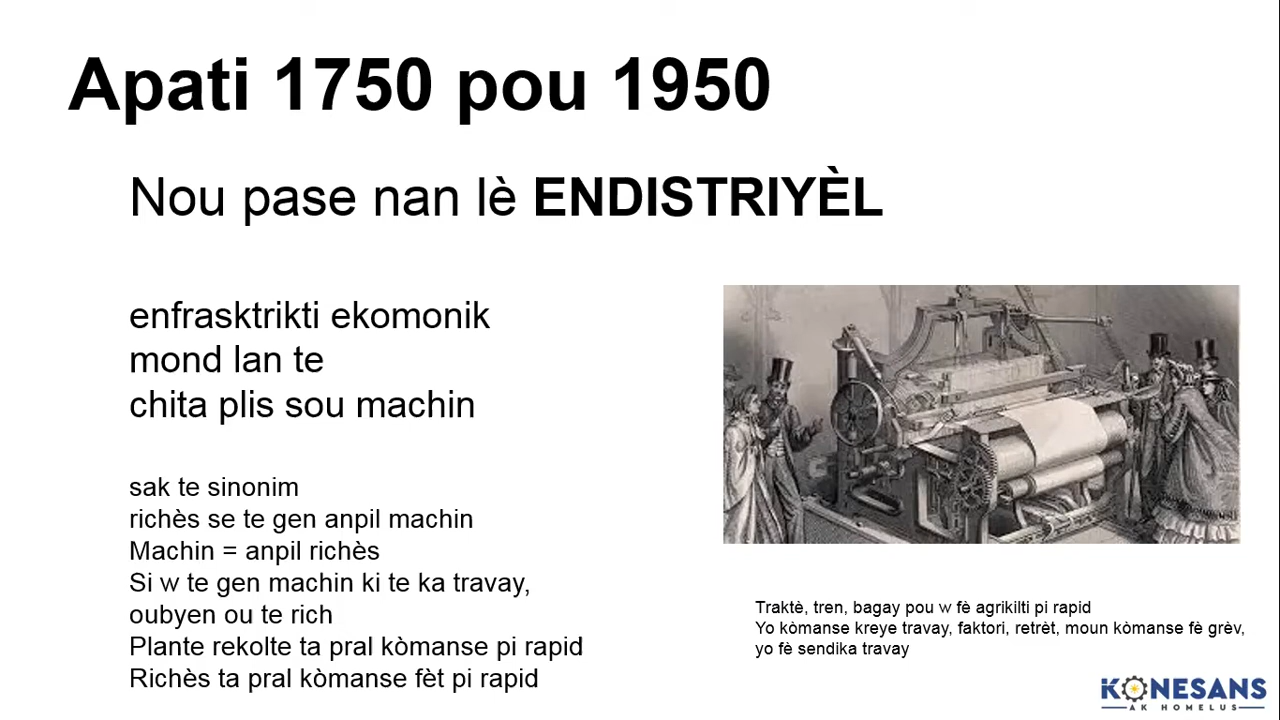 Apati 1750 pou 1950
Nou pase nan lè ENDISTRIYÈL
enfrasktrikti ekomonik
mond lan te
chita plis sou machin
sak te sinonim
richès se te gen anpil machin
Machin = anpil richès
Si w te gen machin ki te ka travay,
oubyen ou te rich
Plante rekolte ta pral kòmanse pi rapid
Richès ta pral kòmanse fèt pi rapid
Traktè, tren, bagay pou w fè agrikilti pi rapid
Yo kòmanse kreye travay, faktori, retrèt, moun kòmanse fè grèv,
yo fè sendika travay
KONESANS
AK HOMELUS